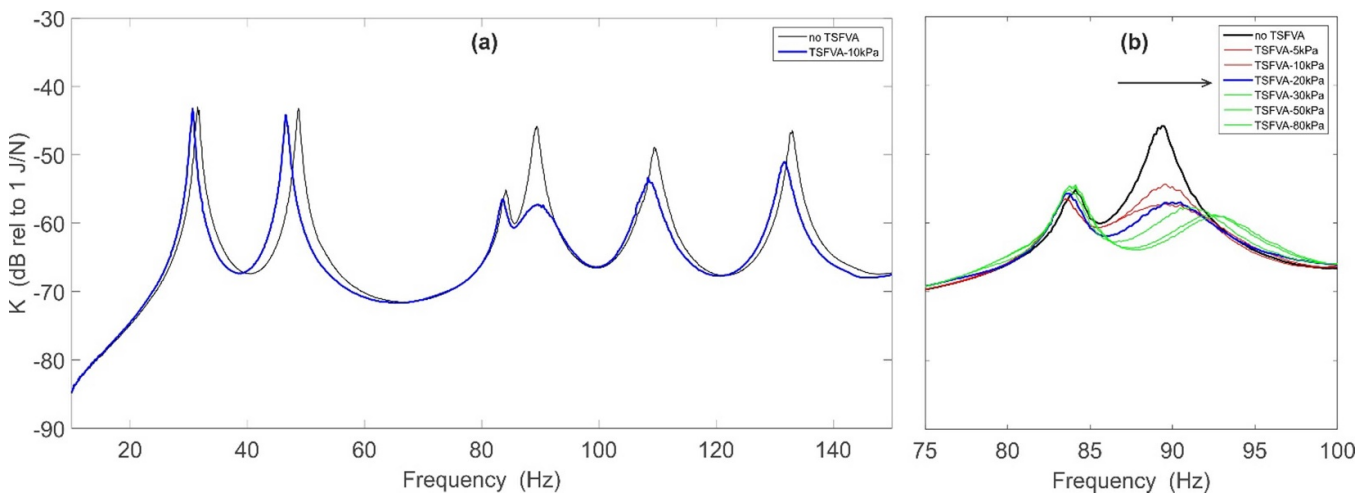 (a)
no TSFVA
TSFVA-10kPa
K (dB rel to 1 J/N)
-30
-40
-50
-60
-70
-80
-90
20
40
60
80
100
120
140
Frequency (Hz)
(b)
no TSFVA
TSFVA-5kPa
TSFVA-10kPa
TSFVA-20kPa
TSFVA-30kPa
TSFVA-50kPa
TSFVA-80kPa
75
80
85
90
95
100
Frequency (Hz)